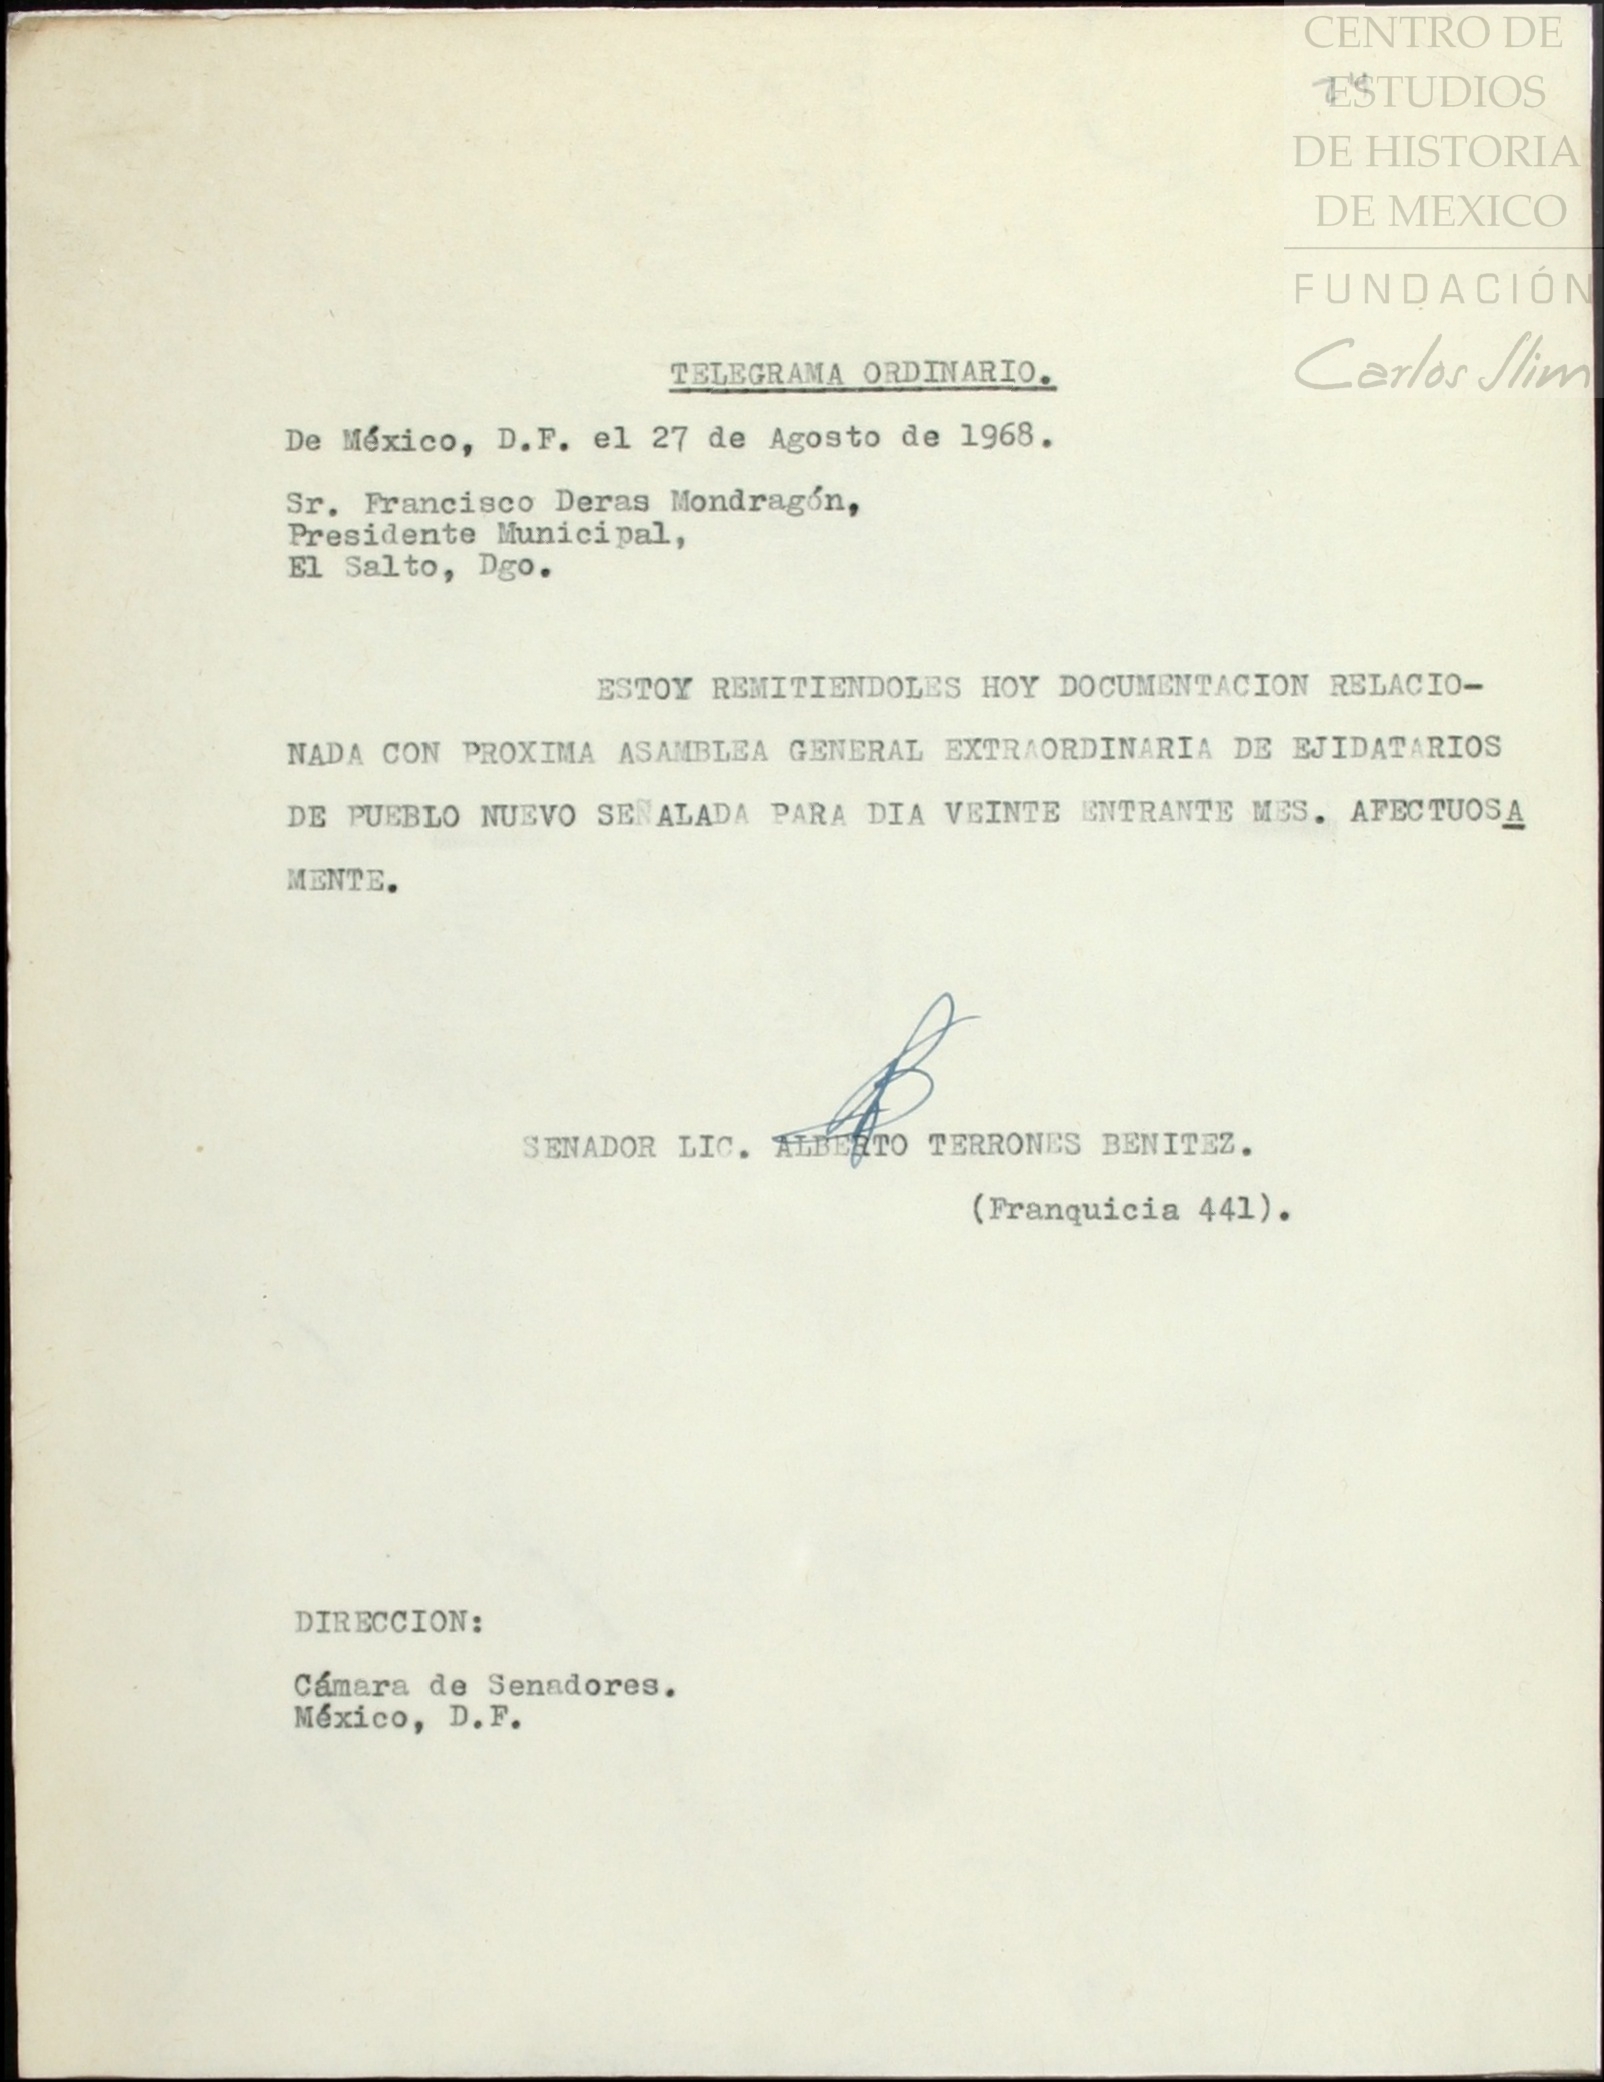 CENTRO DE
ESTUDIOS
DE HISTORIA
DE MEXICO
FUNDACIÓN
Carlos Slim
TELEGRAMA ORDINARIO.
De México, D.F. el 27 de Agosto de 1968.
Sr. Francisco Deras Mondragón,
Presidente Municipal,
El Salto, Dgo.
ESTOY REMITIENDOLES HOY DOCUMENTACION RELACIO-
NADA CON PROXIMA ASAMBLEA GENERAL EXTRAORDINARIA DE EJIDATARIOS
DE PUEBLO NUEVO SEÑALADA PARA DIA VEINTE ENTRANTE MES. AFECTUOSA
MENTE.
SENADOR LIC. ALBERTO TERRONES BENITEZ.
(Franquicia 441).
DIRECCION:
Cámara de Senadores.
México, D.F.